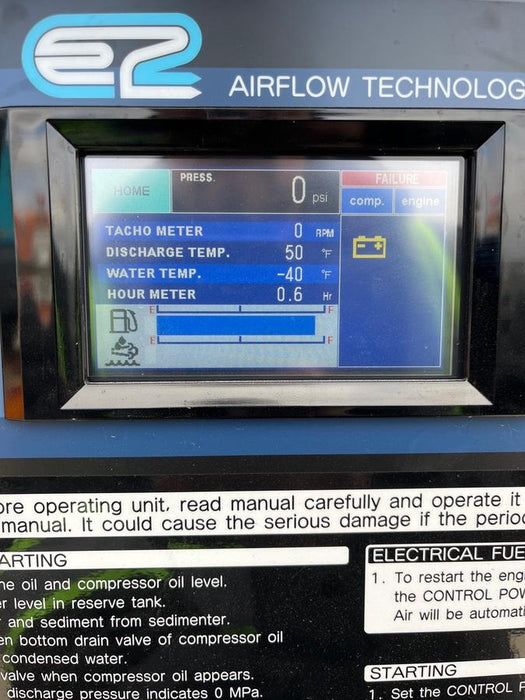 e2
AIRFLOW TECHNOLOG
HOME
PRESS.
0 psi
FAILURE
comp. engine
TACHO METER 0 RPM
DISCHARGE TEMP. 50 °F
WATER TEMP. -40 °F
HOUR METER 0.6 Hr
E F
E F
ore operating unit, read manual carefully and operate it
manual. It could cause the serious damage if the perio
ARTING
ne oil and compressor oil level.
er level in reserve tank.
r and sediment from sedimenter.
en bottom drain valve of compressor oil
condensed water.
valve when compressor oil appears.
discharge pressure indicates 0 MPa.
ELECTRICAL FUE
1. To restart the eng
the CONTROL POW
Air will be automati
STARTING
1. Set the CONTROL P